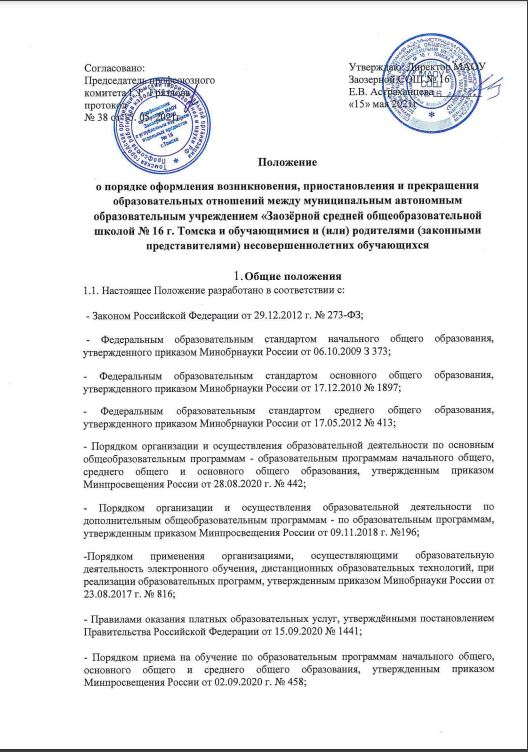 Согласовано:
Председатель профсоюзного
комитета
протокол
№ 38 от 2021г.
Утверждаю: Директор МАОУ
Заозерной СОШ № 16
Е.В. Астраханцева
«15» мая 2021г
Положение
о порядке оформления возникновения, приостановления и прекращения
образовательных отношений между муниципальным автономным
образовательным учреждением «Заозёрной средней общеобразовательной
школой № 16 г. Томска и обучающимися и (или) родителями (законными
представителями) несовершеннолетних обучающихся
1. Общие положения
1.1. Настоящее Положение разработано в соответствии с:
- Законом Российской Федерации от 29.12.2012 г. № 273-ФЗ;
- Федеральным образовательным стандартом начального общего образования,
утвержденного приказом Минобрнауки России от 06.10.2009 З 373;
- Федеральным образовательным стандартом основного общего образования,
утвержденного приказом Минобрнауки России от 17.12.2010 № 1897;
- Федеральным образовательным стандартом среднего общего образования,
утвержденного приказом Минобрнауки России от 17.05.2012 № 413;
- Порядком организации и осуществления образовательной деятельности по основным
общеобразовательным программам - образовательным программам начального общего,
среднего общего и основного общего образования, утвержденным приказом
Минпросвещения России от 28.08.2020 г. № 442;
- Порядком организации и осуществления образовательной деятельности по
дополнительным общеобразовательным программам - по образовательным программам,
утвержденным приказом Минпросвещения России от 09.11.2018 г. №196;
-Порядком применения организациями, осуществляющими образовательную
деятельность электронного обучения, дистанционных образовательных технологий, при
реализации образовательных программ, утвержденным приказом Минобрнауки России от
23.08.2017 г. № 816;
- Правилами оказания платных образовательных услуг, утверждёнными постановлением
Правительства Российской Федерации от 15.09.2020 № 1441;
- Порядком приема на обучение по образовательным программам начального общего,
основного общего и среднего общего образования, утвержденным приказом
Минпросвещения России от 02.09.2020 г. № 458;